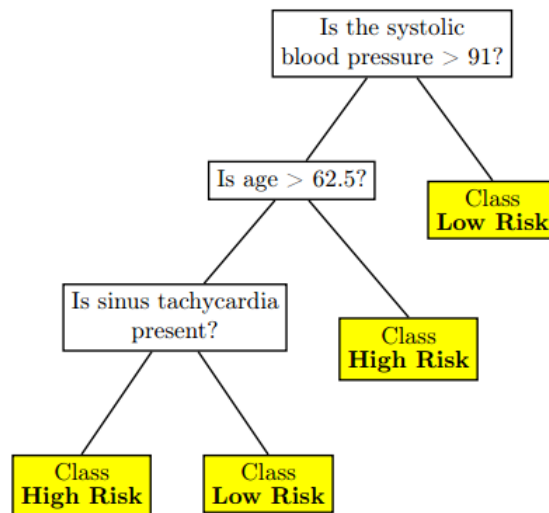 Is the systolic
blood pressure > 91?
Is age > 62.5?
Class
Low Risk
Is sinus tachycardia
present?
Class
High Risk
Class
High Risk
Class
Low Risk